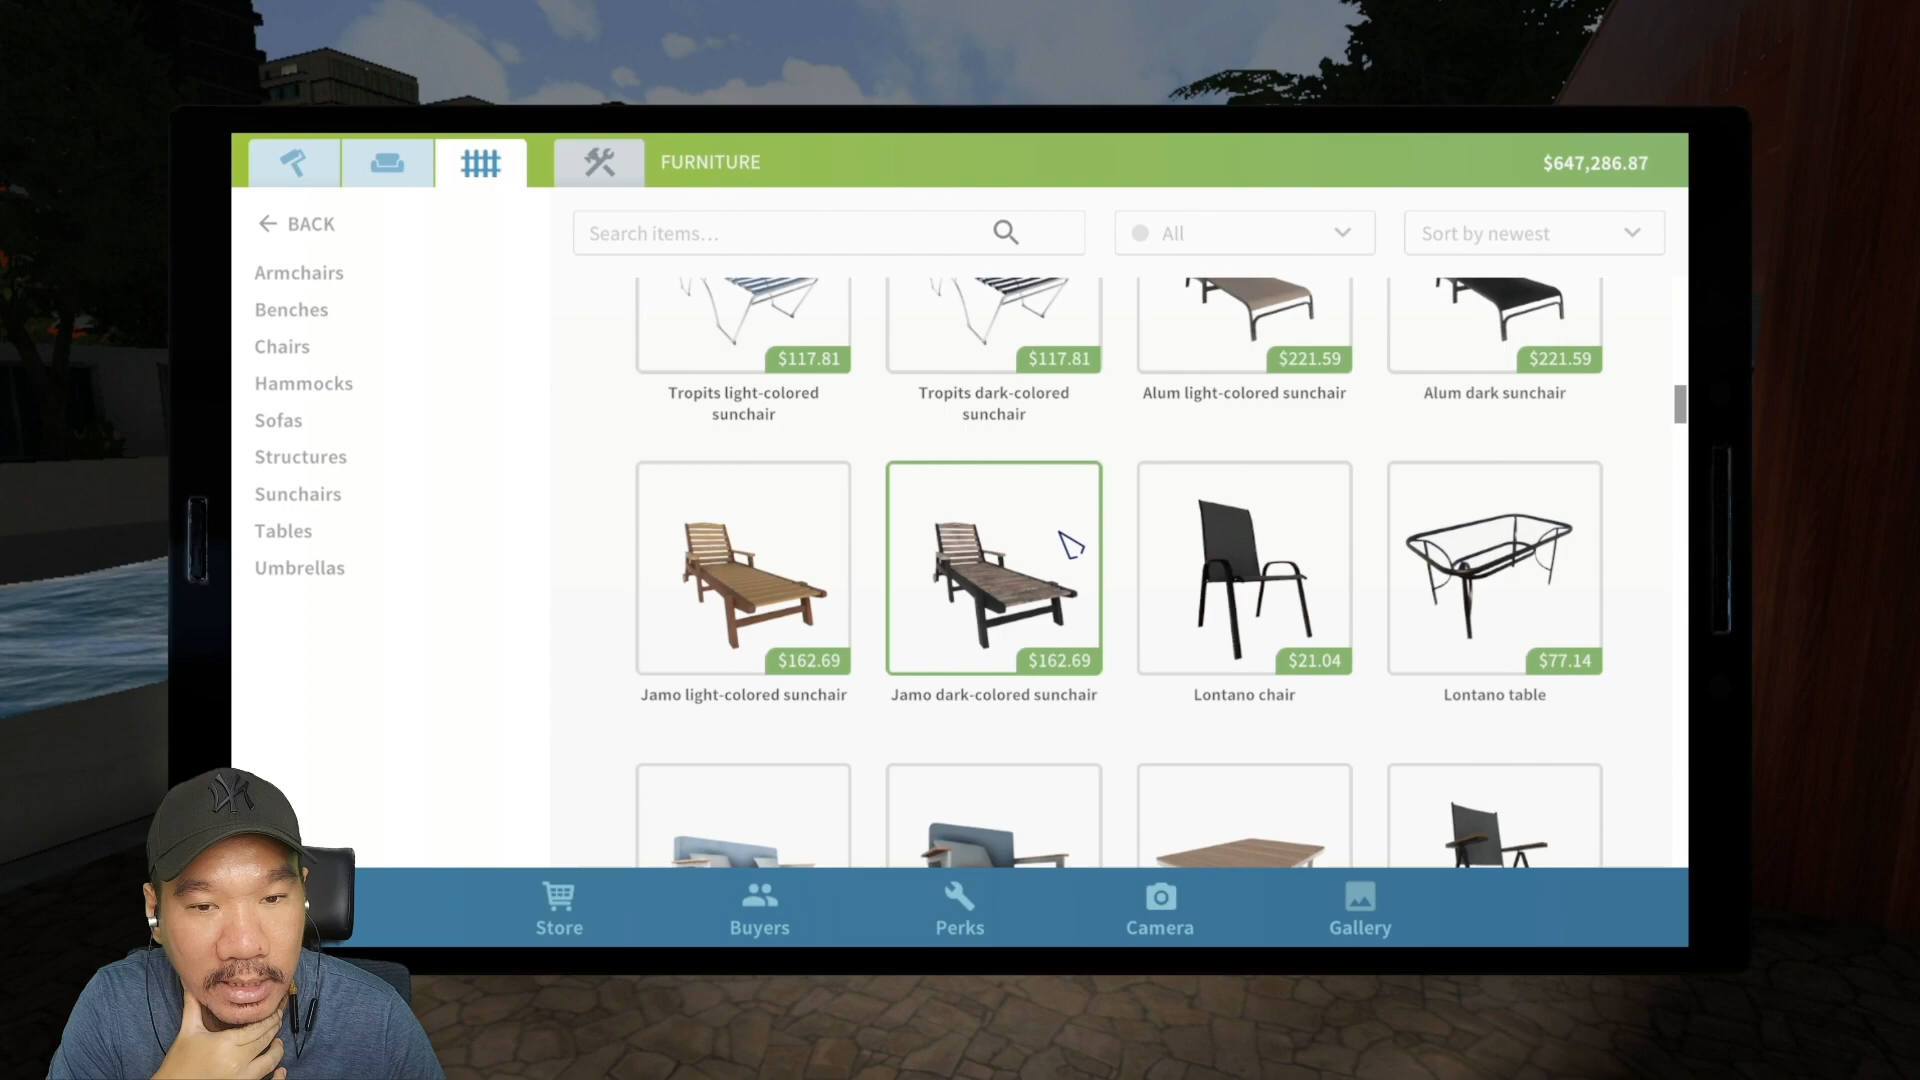 FURNITURE
$647,286.87
BACK
Armchairs
Benches
Chairs
Hammocks
Sofas
Structures
Sunchairs
Tables
Umbrellas
Search items...
All
Sort by newest
$117.81
$117.81
$221.59
$221.59
Tropits light-colored
sunchair
Tropits dark-colored
sunchair
Alum light-colored sunchair
Alum dark sunchair
$162.69
$162.69
$21.04
$77.14
Jamo light-colored sunchair
Jamo dark-colored sunchair
Lontano chair
Lontano table
Store
Buyers
Perks
Camera
Gallery